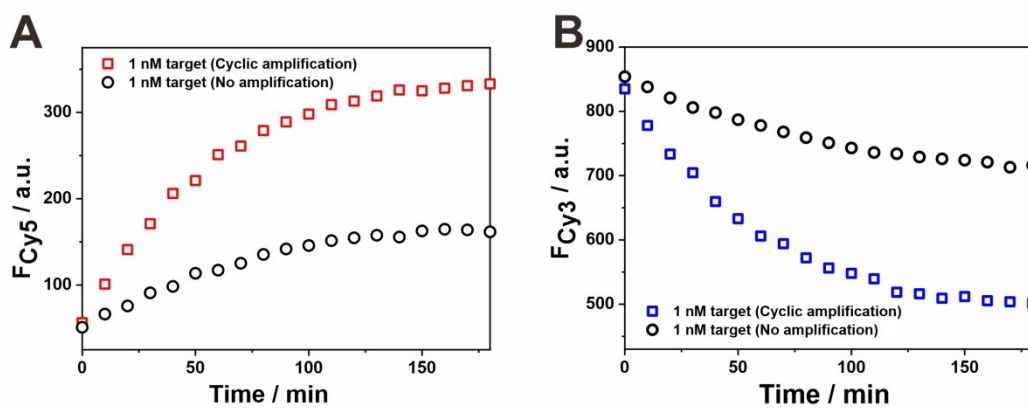 A
1 nM target (Cyclic amplification)
1 nM target (No amplification)
300
200
100
0
50
100
150
FCy5 / a.u.
Time / min
B
900
800
700
600
500
0
50
100
150
1 nM target (Cyclic amplification)
1 nM target (No amplification)
FCy3 / a.u.
Time / min